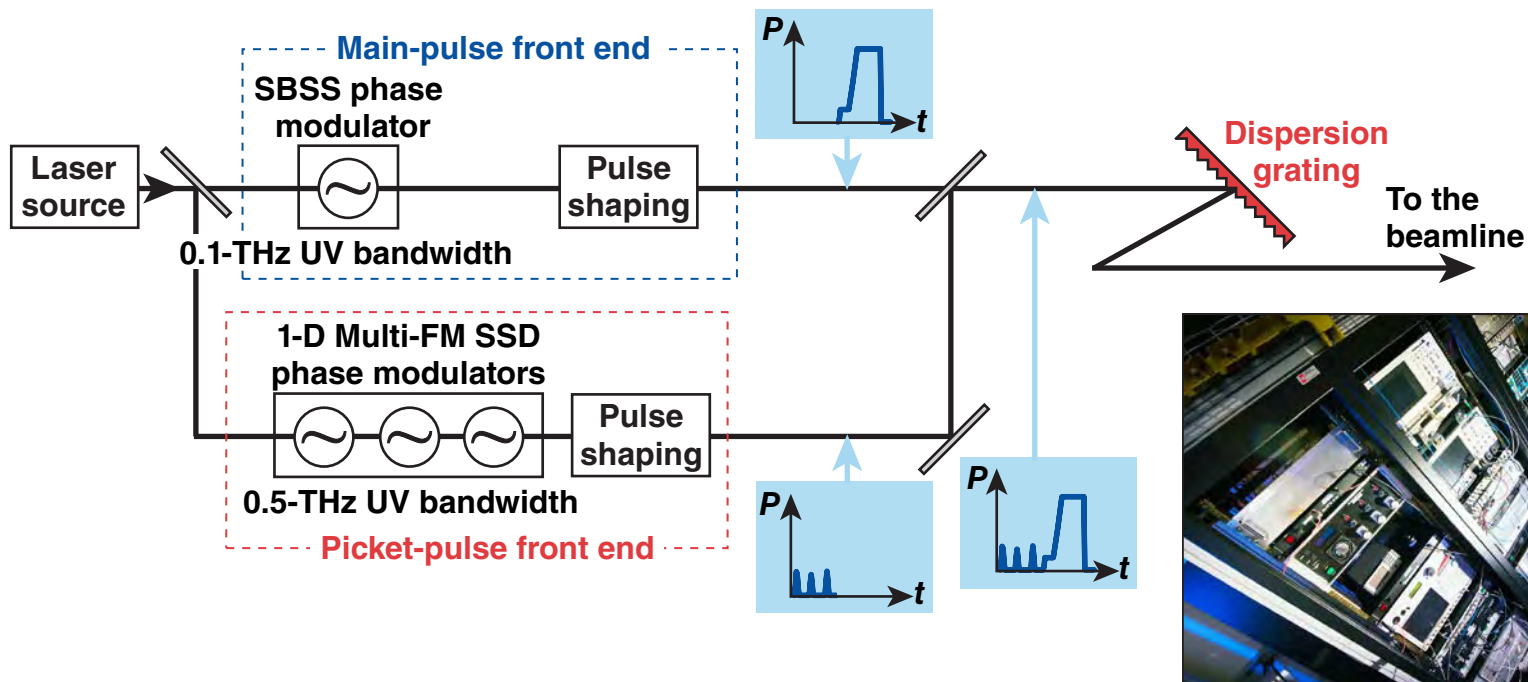 Main-pulse front end
SBSS phase
modulator
Laser
source
Pulse
shaping
0.1-THz UV bandwidth
P
t
Dispersion
grating
To the
beamline
1-D Multi-FM SSD
phase modulators
Pulse
shaping
0.5-THz UV bandwidth
Picket-pulse front end
P
t
P
t